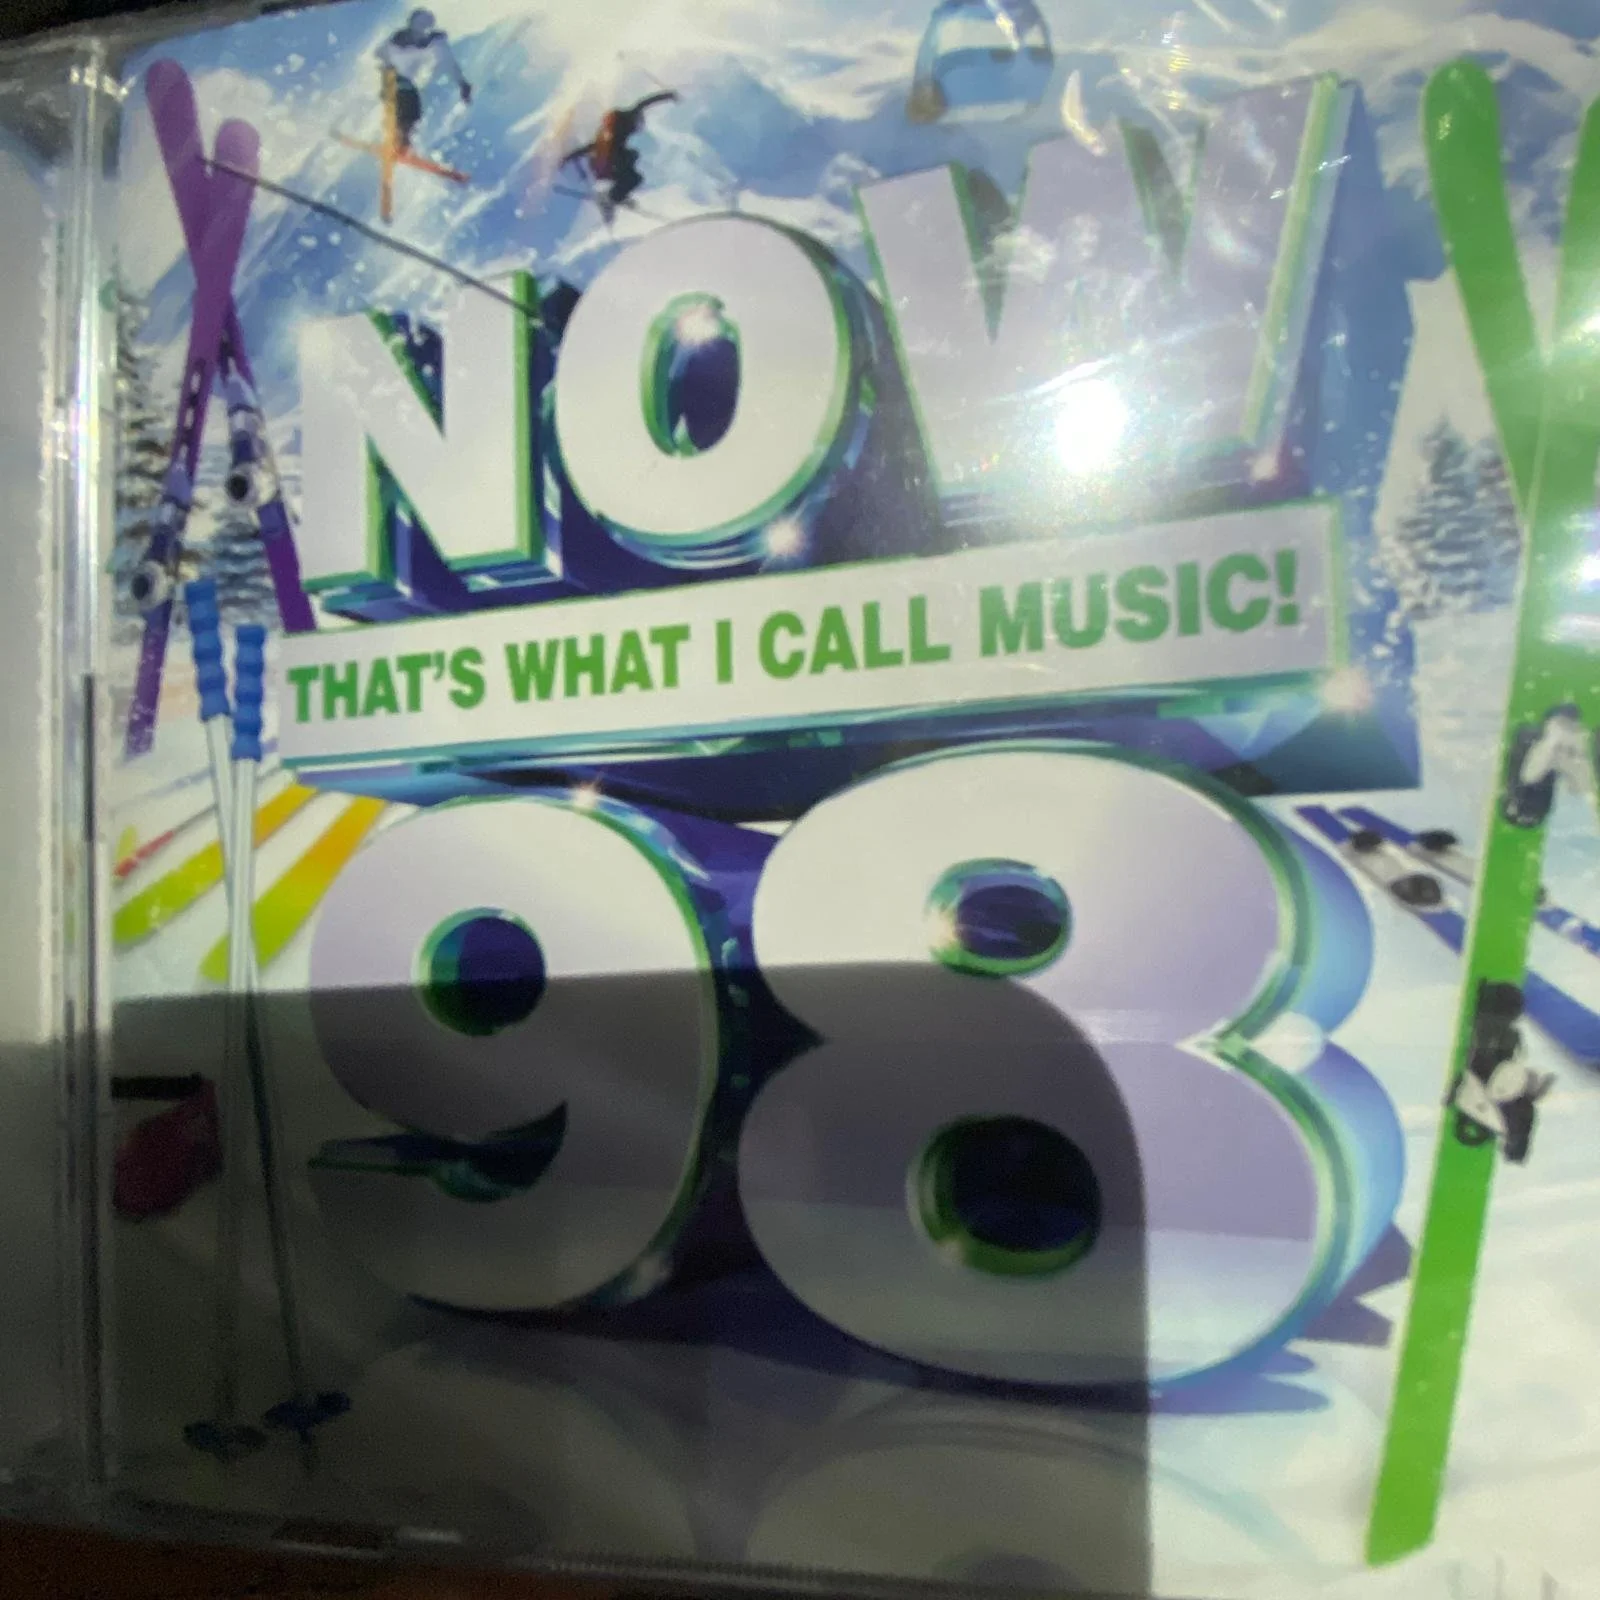 NOW
THAT'S WHAT I CALL MUSIC!
98